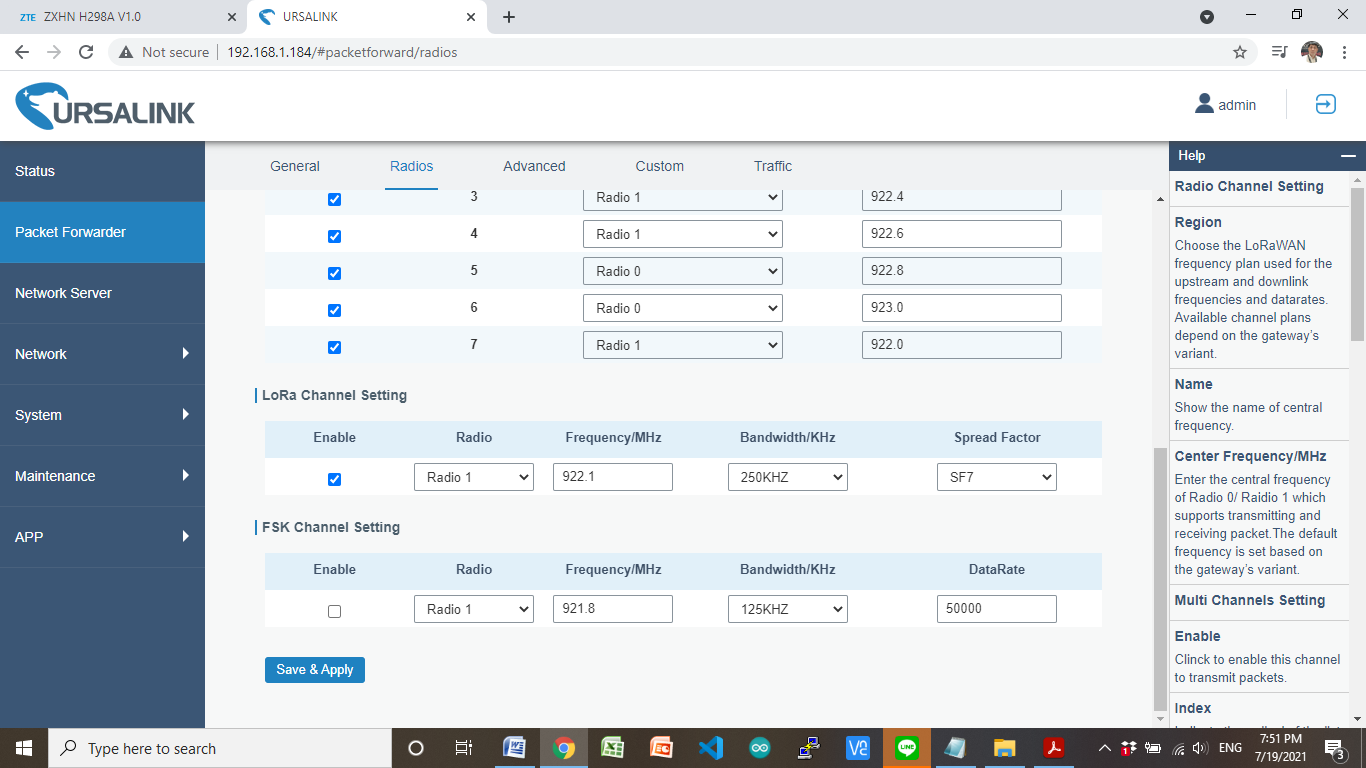 ZTE ZXHN H298A V1.0
URSALINK
Not secure 192.168.1.184/#packetforward/radios
URSALINK
admin
Status
Packet Forwarder
Network Server
Network
System
Maintenance
APP
General Radios Advanced Custom Traffic
3 Radio 1 922.4
4 Radio 1 922.6
5 Radio 0 922.8
6 Radio 0 923.0
7 Radio 1 922.0
LoRa Channel Setting
Enable Radio Frequency/MHz Bandwidth/KHz Spread Factor
Radio 1 922.1 250KHZ SF7
FSK Channel Setting
Enable Radio Frequency/MHz Bandwidth/KHz DataRate
Radio 1 921.8 125KHZ 50000
Save & Apply
Help
Radio Channel Setting
Region
Choose the LoRaWAN
frequency plan used for the
upstream and downlink
frequencies and datarates.
Available channel plans
depend on the gateway's
variant.
Name
Show the name of central
frequency.
Center Frequency/MHz
Enter the central frequency
of Radio 0/ Raidio 1 which
supports transmitting and
receiving packet.The default
frequency is set based on
the gateway's variant.
Multi Channels Setting
Enable
Clinck to enable this channel
to transmit packets.
Index
Type here to search
LINE
ENG
7:51 PM
7/19/2021
3